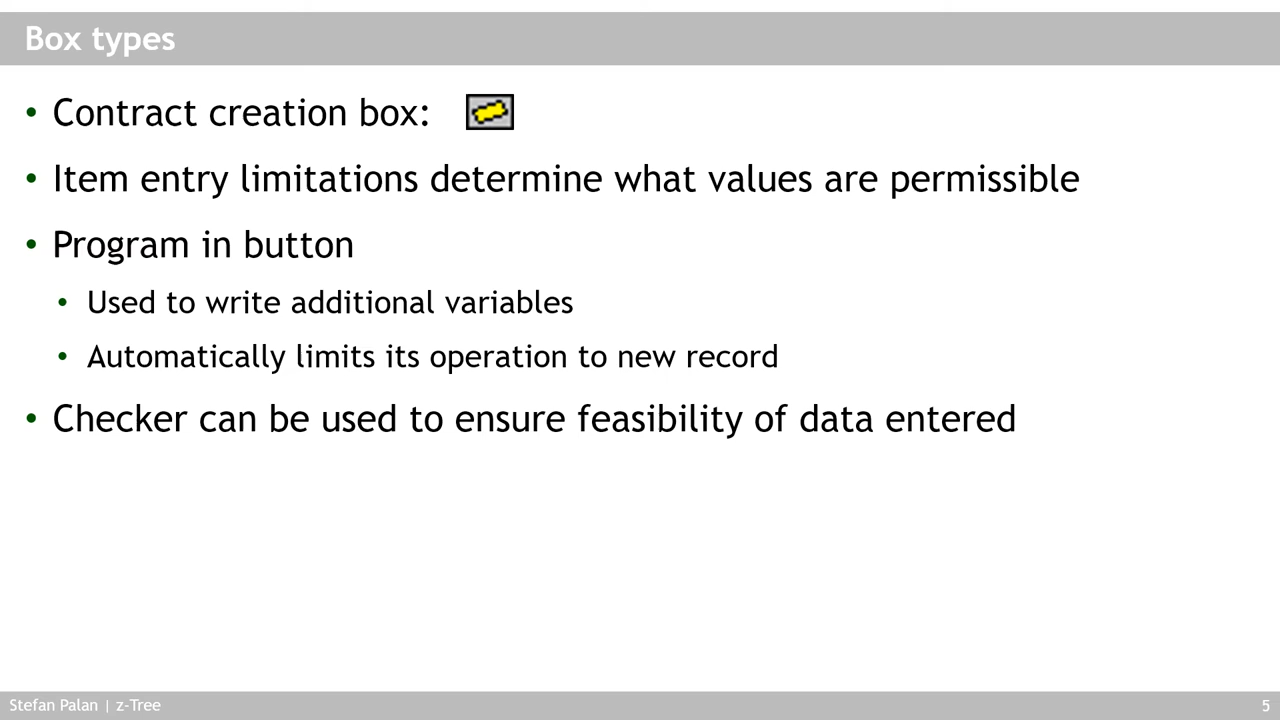 Box types
• Contract creation box:
• Item entry limitations determine what values are permissible
• Program in button
• Used to write additional variables
• Automatically limits its operation to new record
• Checker can be used to ensure feasibility of data entered
Stefan Palan | z-Tree
5